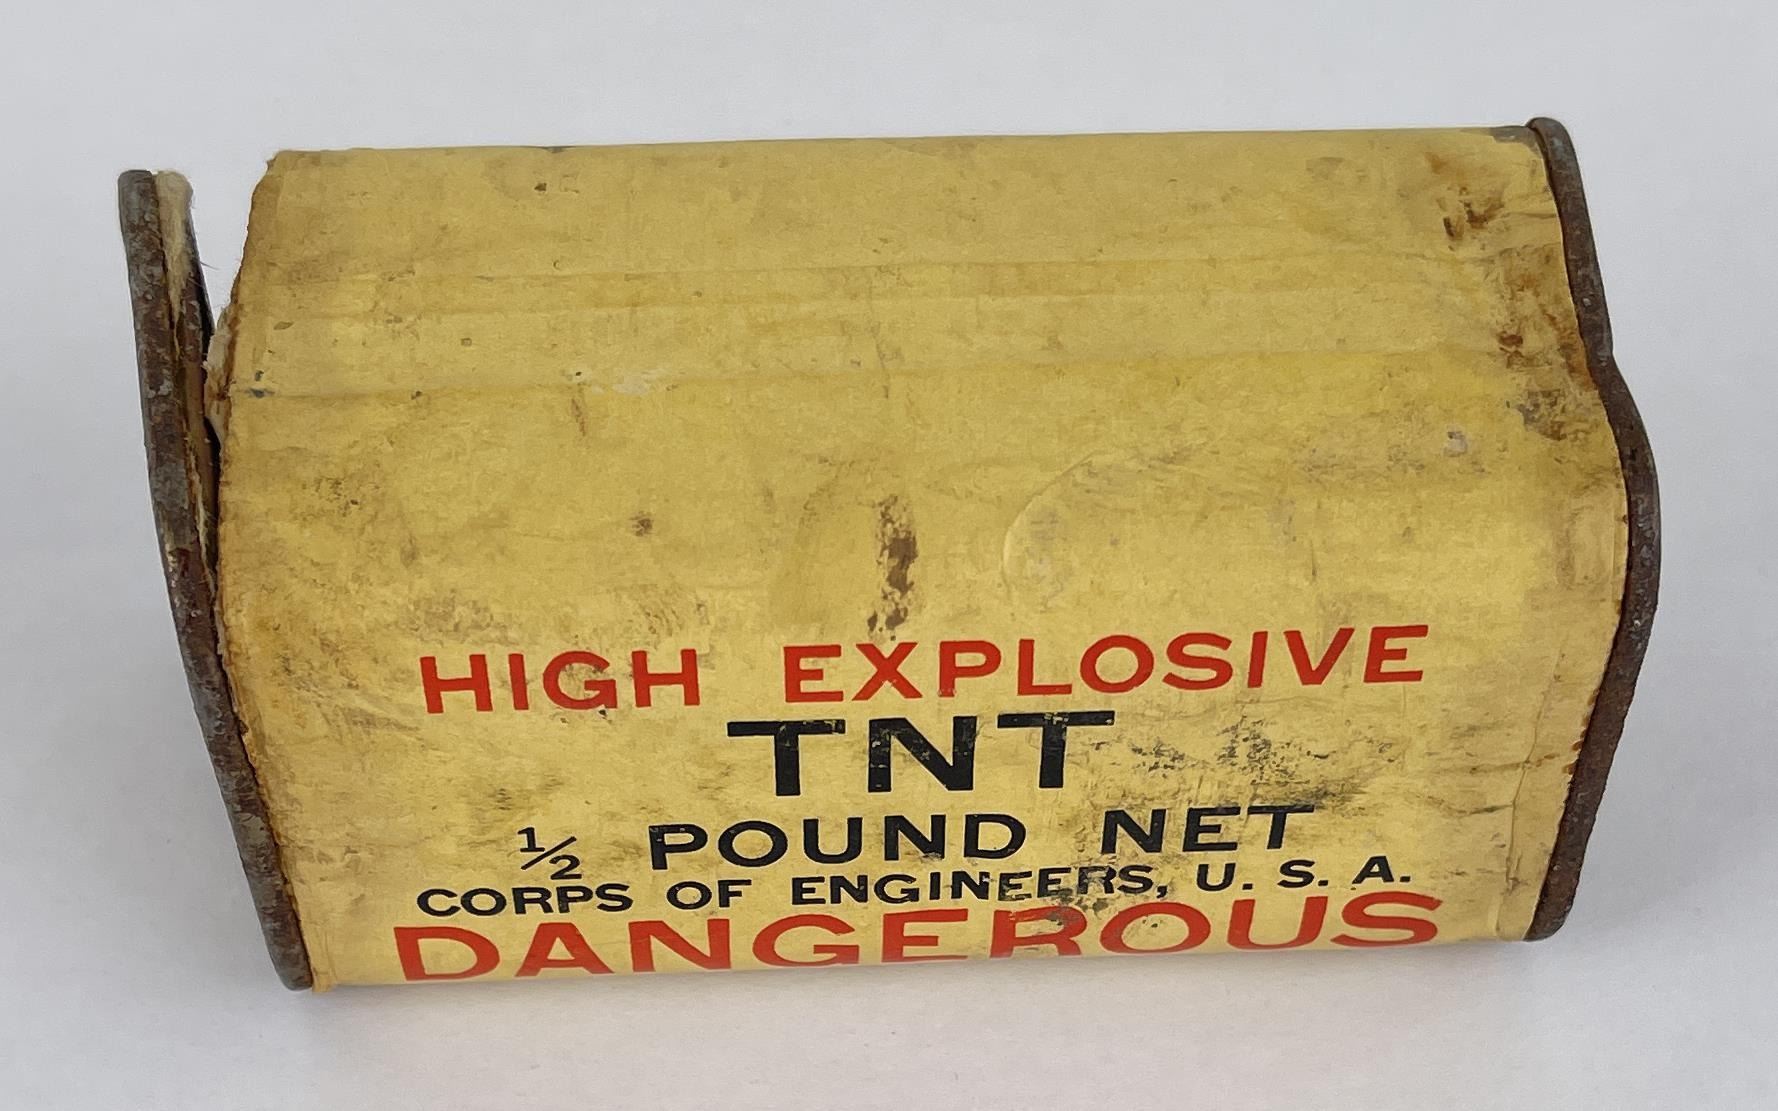 HIGH EXPLOSIVE
TNT
½ POUND NET
CORPS OF ENGINEERS, U. S. A.
DANGEROUS